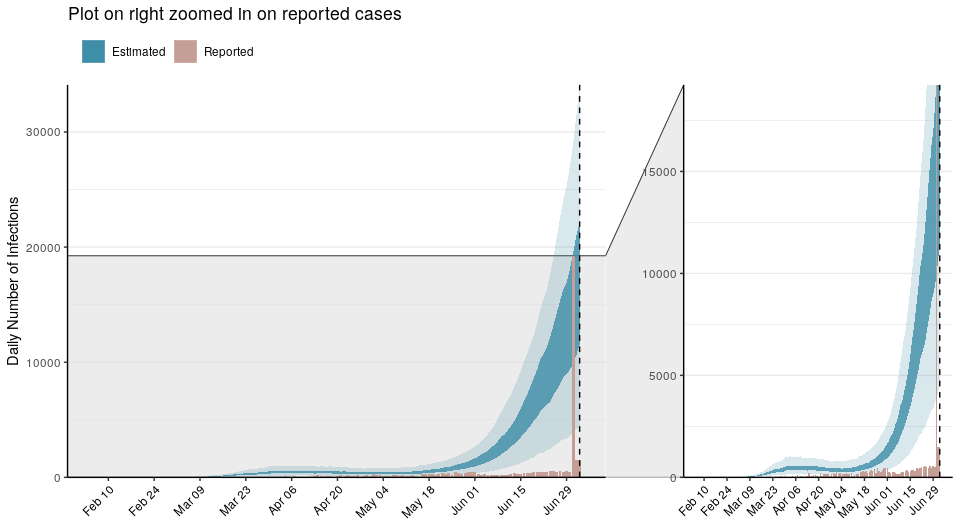 Plot on right zoomed in on reported cases
Estimated Reported
Daily Number of Infections
30000
20000
10000
0
Feb 10 Feb 24 Mar 09 Mar 23 Apr 06 Apr 20 May 04 May 18 Jun 01 Jun 15 Jun 29
15000
10000
5000
0
Feb 10 Feb 24 Mar 09 Mar 23 Apr 06 Apr 20 May 04 May 18 Jun 01 Jun 15 Jun 29